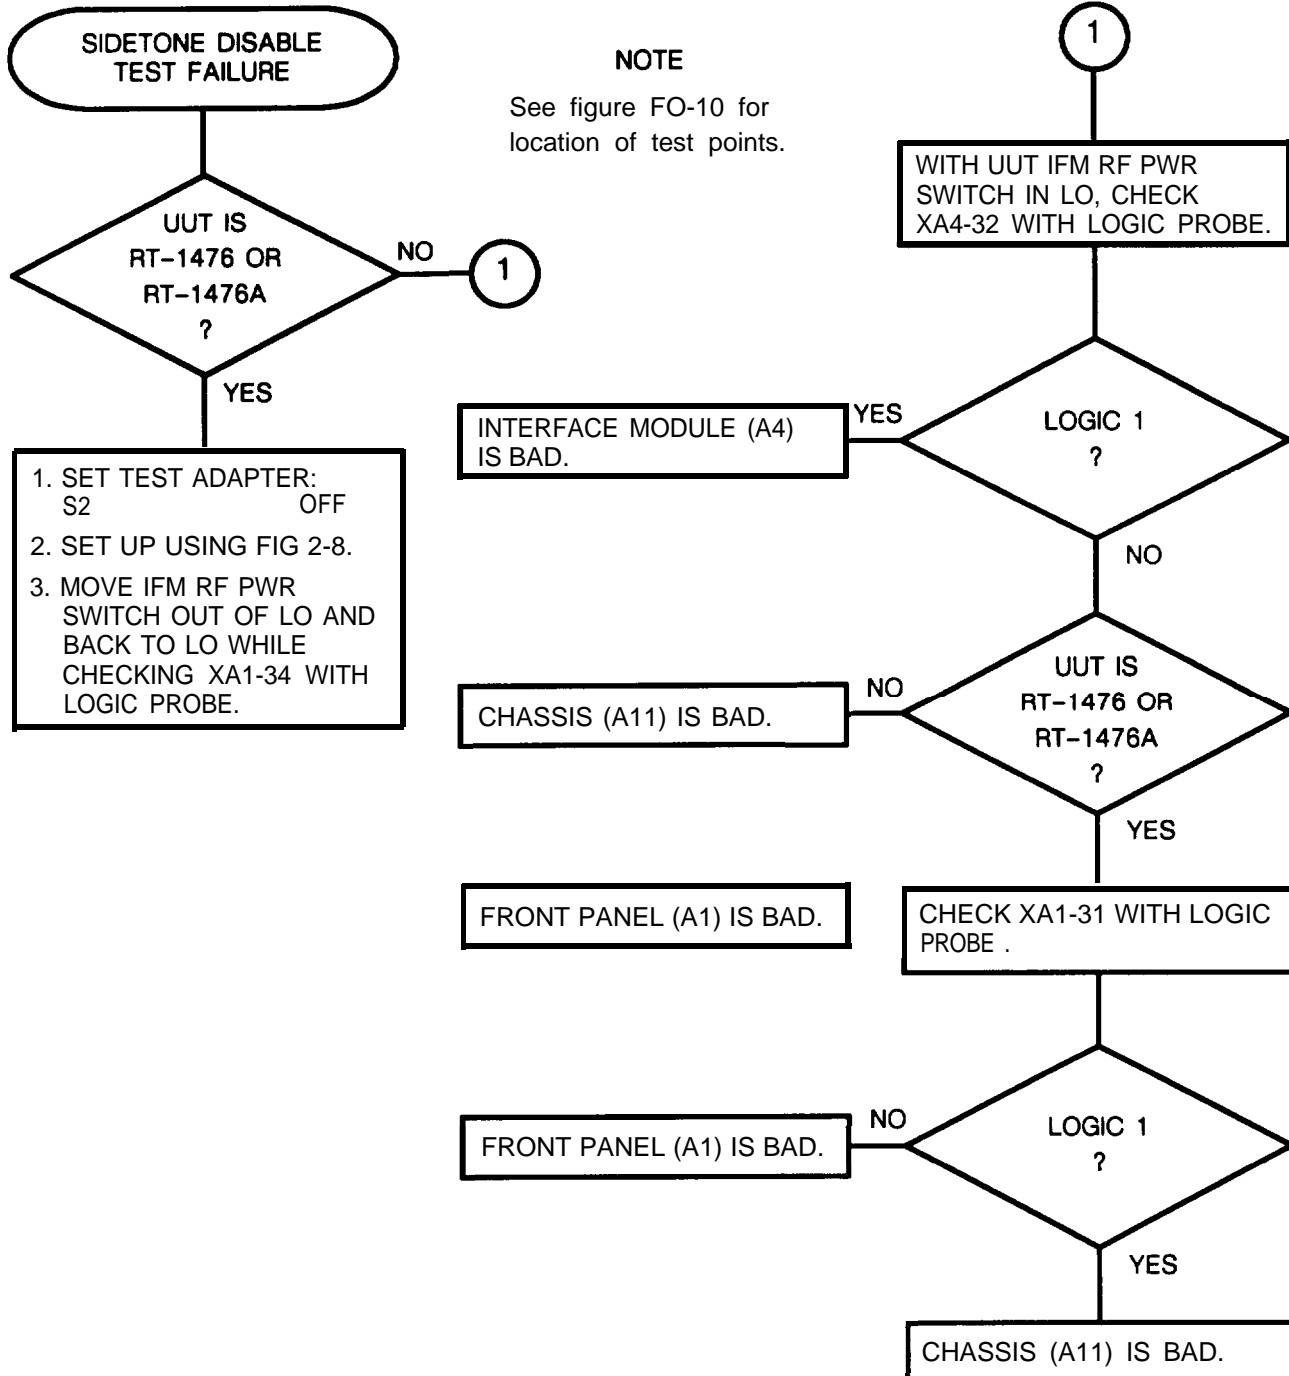 SIDETONE DISABLE
TEST FAILURE
NOTE
See figure FO-10 for
location of test points.
UUT IS
RT-1476 OR
RT-1476A
?
NO
1
YES
1. SET TEST ADAPTER:
S2 OFF
2. SET UP USING FIG 2-8.
3. MOVE IFM RF PWR
SWITCH OUT OF LO AND
BACK TO LO WHILE
CHECKING XA1-34 WITH
LOGIC PROBE.
1
WITH UUT IFM RF PWR
SWITCH IN LO, CHECK
XA4-32 WITH LOGIC PROBE.
LOGIC 1
?
YES
INTERFACE MODULE (A4)
IS BAD.
NO
UUT IS
RT-1476 OR
RT-1476A
?
NO
CHASSIS (A11) IS BAD.
YES
FRONT PANEL (A1) IS BAD.
CHECK XA1-31 WITH LOGIC
PROBE .
LOGIC 1
?
NO
FRONT PANEL (A1) IS BAD.
YES
CHASSIS (A11) IS BAD.